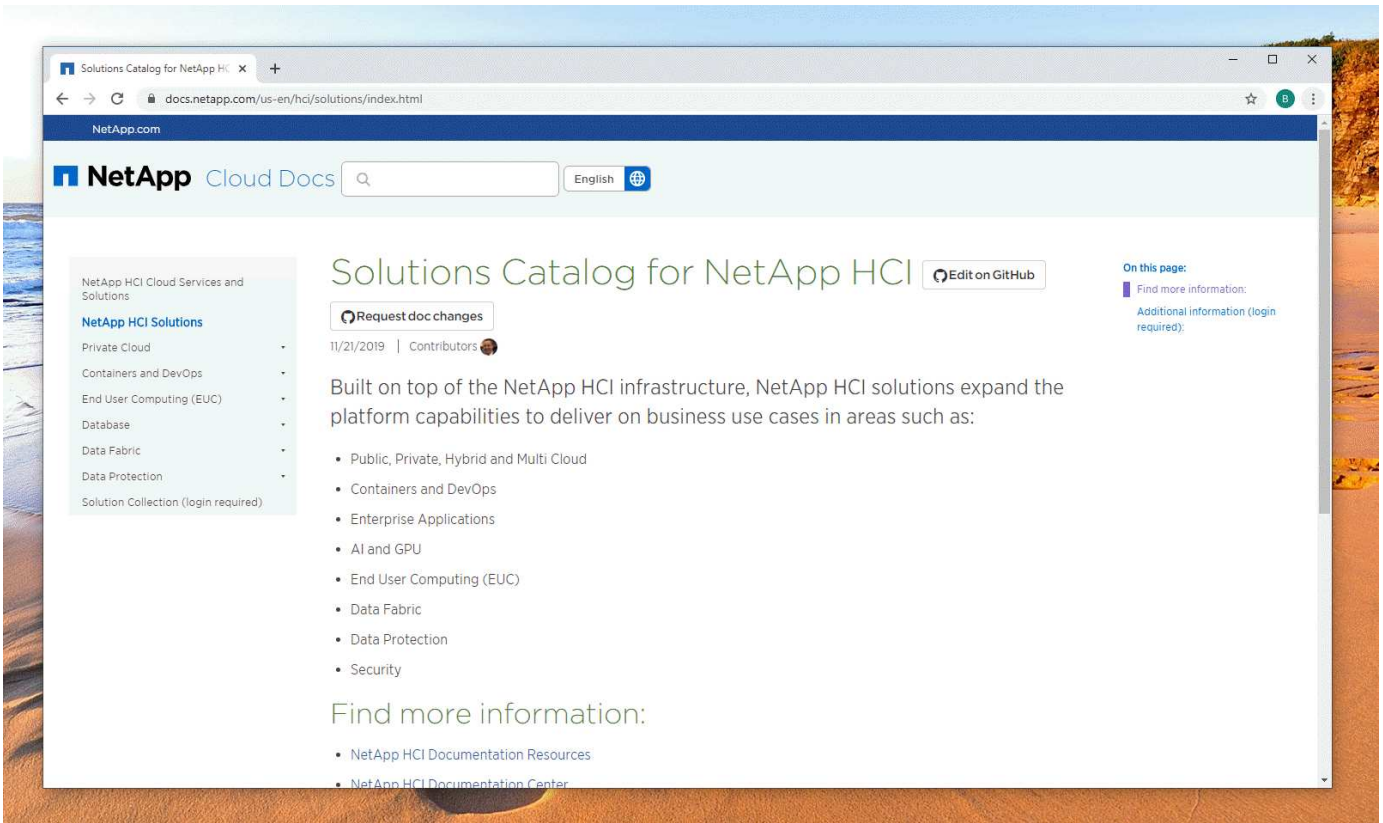 Solutions Catalog for NetApp HC
docs.netapp.com/us-en/hci/solutions/index.html
B
NetApp.com
NetApp Cloud Docs
English
NetApp HCI Cloud Services and
Solutions
NetApp HCI Solutions
Private Cloud
Containers and DevOps
End User Computing (EUC)
Database
Data Fabric
Data Protection
Solution Collection (login required)
Solutions Catalog for NetApp HCI
Edit on GitHub
Request doc changes
11/21/2019 | Contributors
Built on top of the NetApp HCI infrastructure, NetApp HCI solutions expand the
platform capabilities to deliver on business use cases in areas such as:
• Public, Private, Hybrid and Multi Cloud
• Containers and DevOps
• Enterprise Applications
• AI and GPU
• End User Computing (EUC)
• Data Fabric
• Data Protection
• Security
Find more information:
• NetApp HCI Documentation Resources
• NetApp HCI Documentation Center
On this page:
Find more information:
Additional information (login
required):